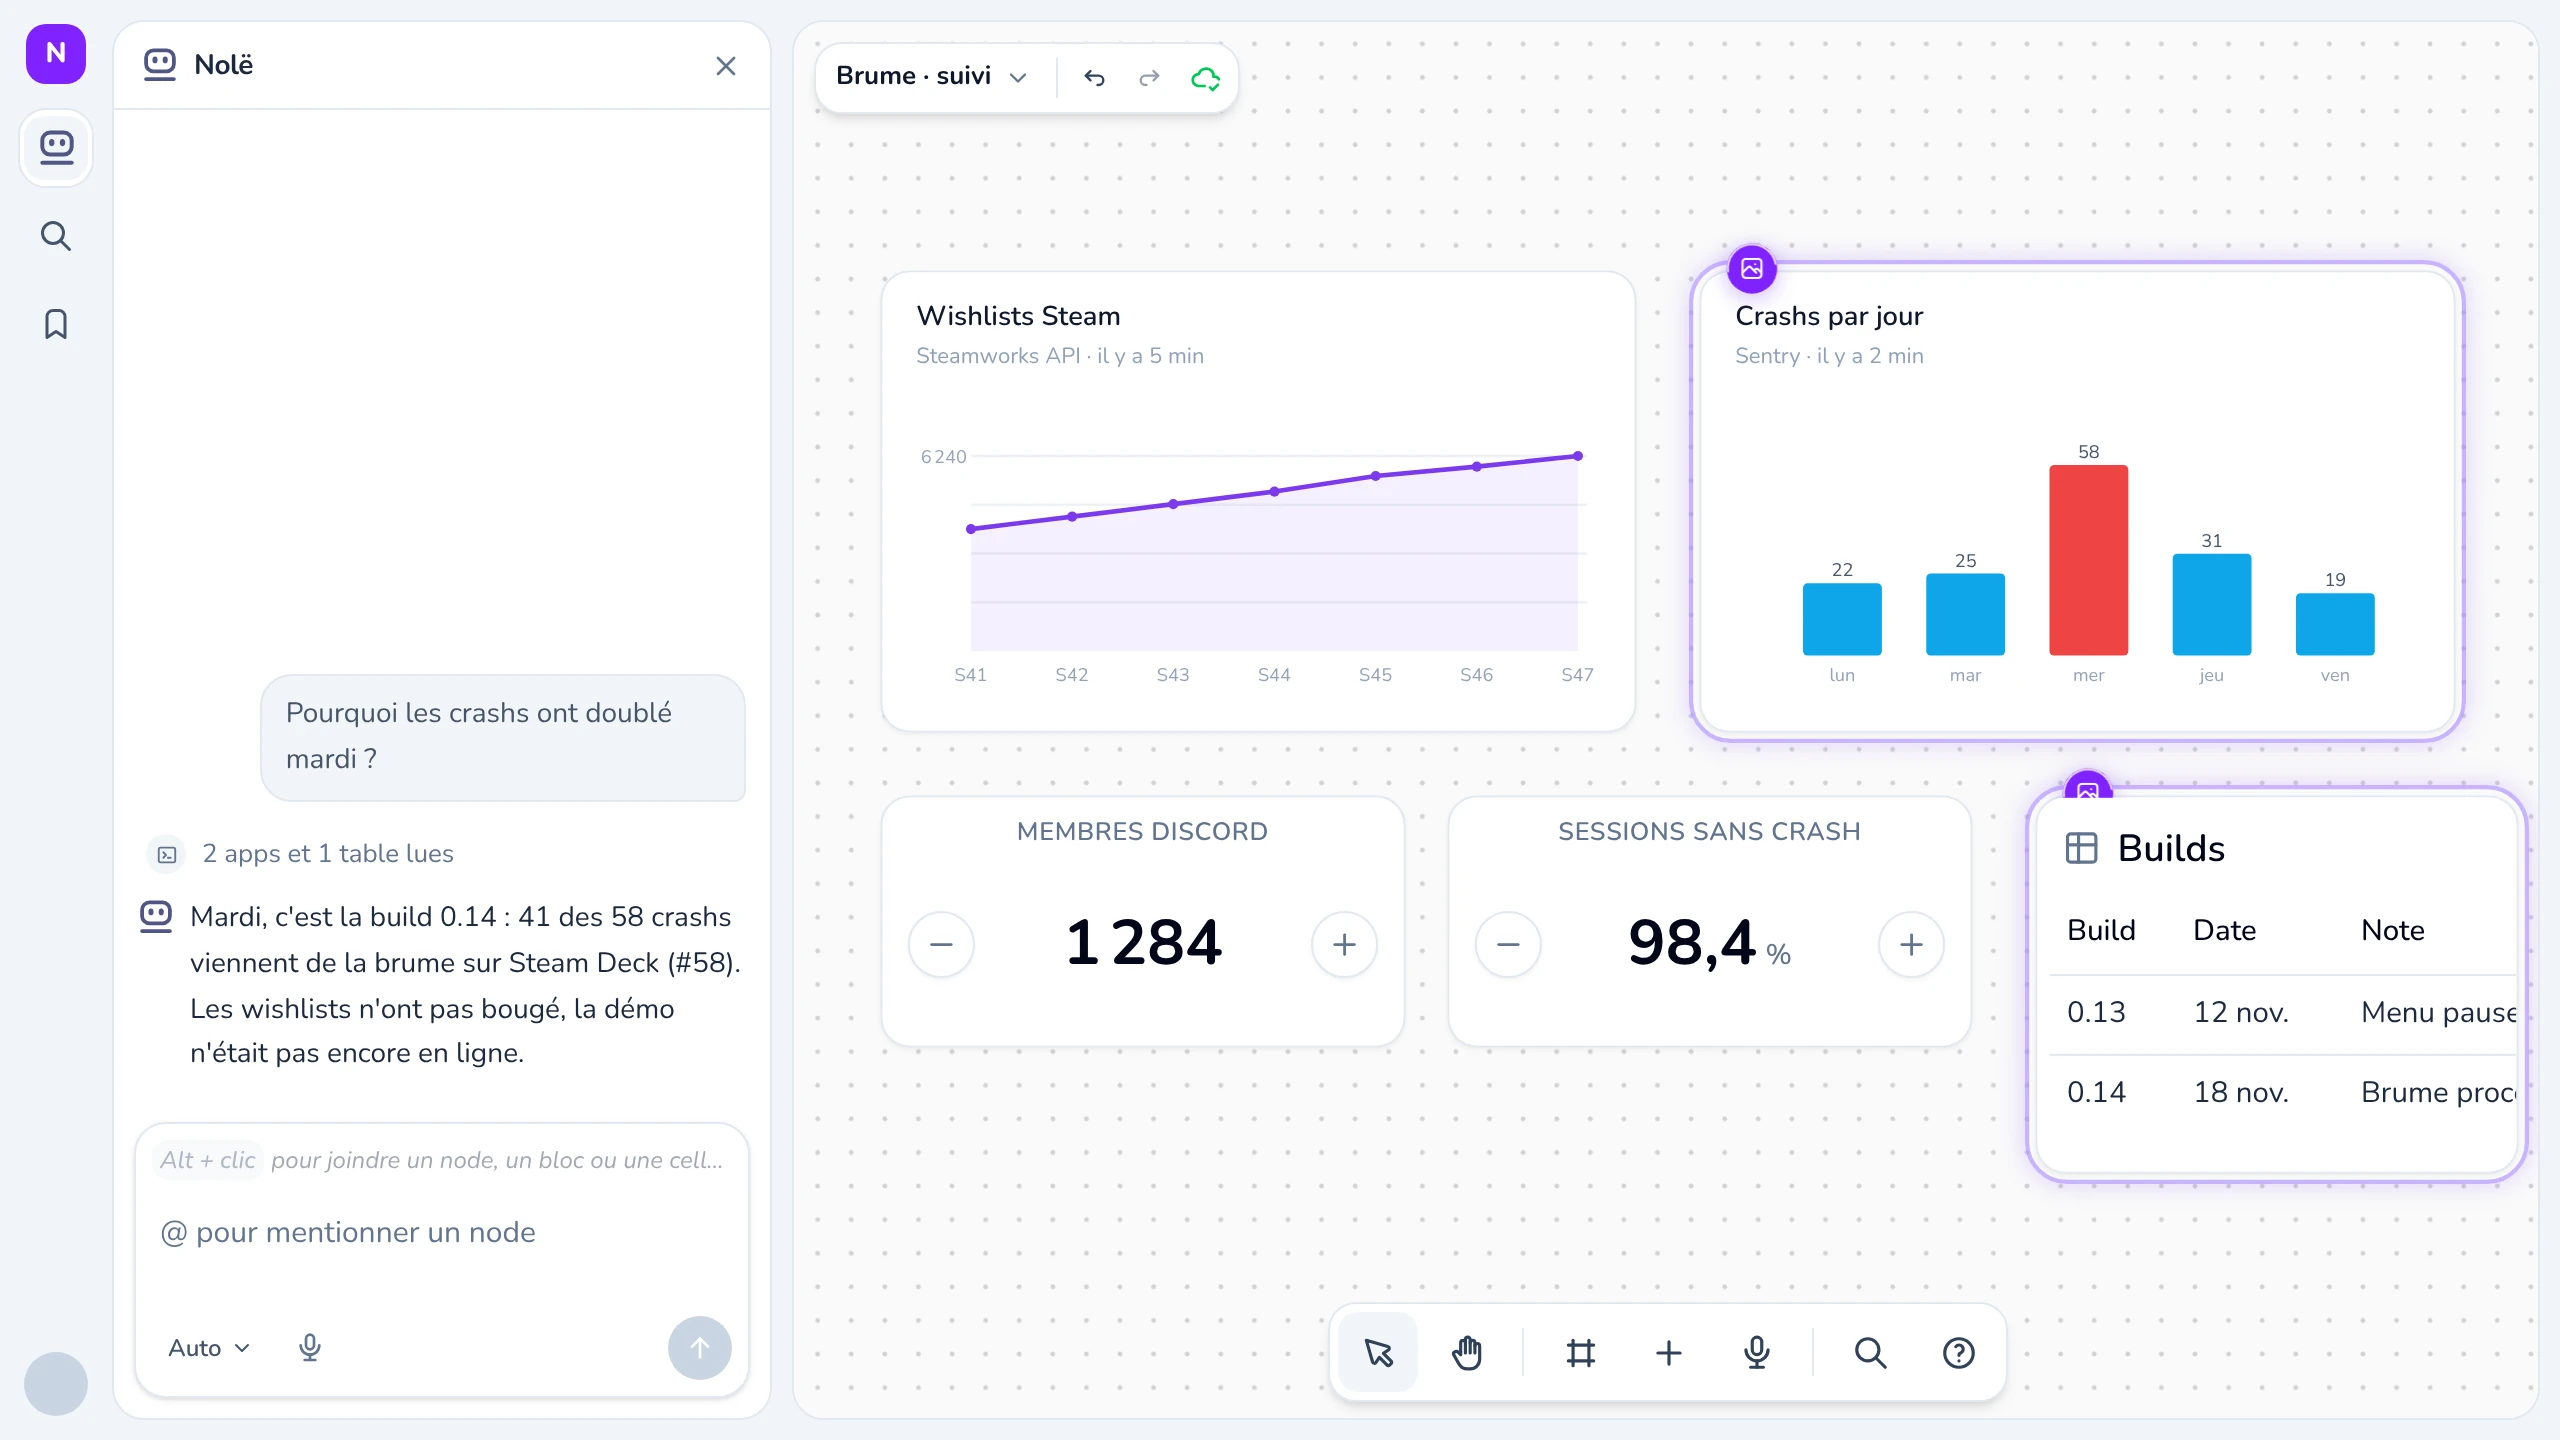 N
Nolë
Pourquoi les crashs ont doublé
mardi ?
2 apps et 1 table lues
Mardi, c'est la build 0.14 : 41 des 58 crashs
viennent de la brume sur Steam Deck (#58).
Les wishlists n'ont pas bougé, la démo
n'était pas encore en ligne.
Alt + clic pour joindre un node, un bloc ou une cell...
@ pour mentionner un node
Auto
Brume · suivi
Wishlists Steam
Steamworks API · il y a 5 min
6 240
S41 S42 S43 S44 S45 S46 S47
Crashs par jour
Sentry · il y a 2 min
22 25 58 31 19
lun mar mer jeu ven
MEMBRES DISCORD
1 284
SESSIONS SANS CRASH
98,4 %
Builds
Build Date Note
0.13 12 nov. Menu pause
0.14 18 nov. Brume proc